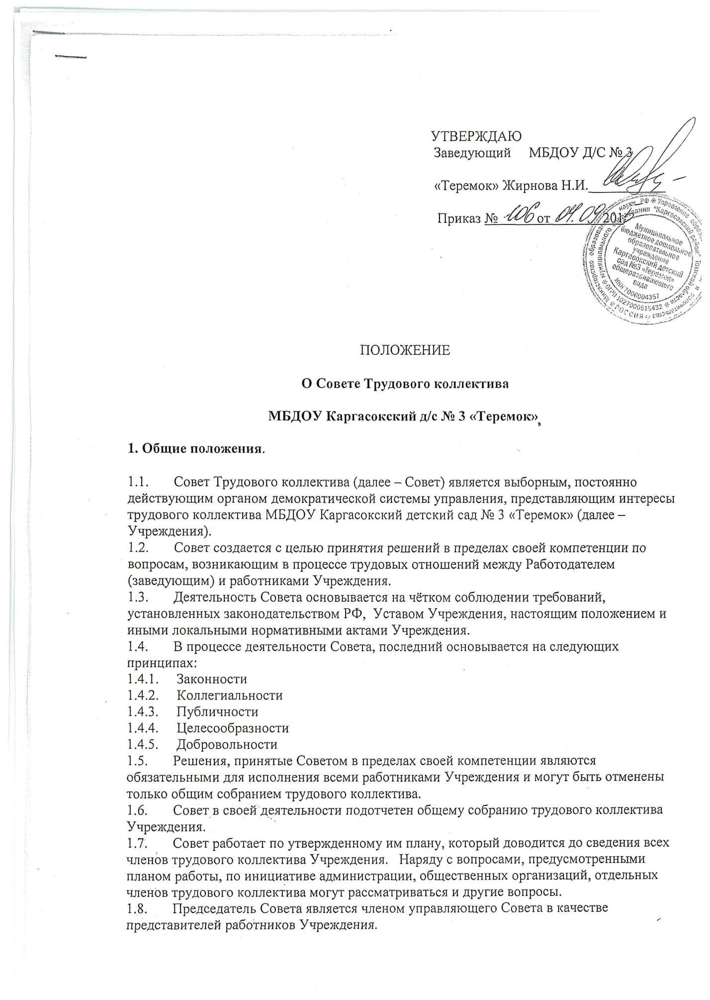 УТВЕРЖДАЮ
Заведующий МБДОУ Д/С № 3
«Теремок» Жирнова Н.И.
Приказ № 106 от 09 201
Муниципальное
бюджетное дошкольное
образовательное
учреждение
Каргасокский детский
сад №3 «Теремок»
общеразвивающего
вида
ИНН 7006004357
ОГРН 1027000615432
РОССИЯ
ПОЛОЖЕНИЕ
О Совете Трудового коллектива
МБДОУ Каргасокский д/с № 3 «Теремок»
1. Общие положения.
1.1. Совет Трудового коллектива (далее – Совет) является выборным, постоянно
действующим органом демократической системы управления, представляющим интересы
трудового коллектива МБДОУ Каргасокский детский сад № 3 «Теремок» (далее –
Учреждения).
1.2. Совет создается с целью принятия решений в пределах своей компетенции по
вопросам, возникающим в процессе трудовых отношений между Работодателем
(заведующим) и работниками Учреждения.
1.3. Деятельность Совета основывается на чётком соблюдении требований,
установленных законодательством РФ, Уставом Учреждения, настоящим положением и
иными локальными нормативными актами Учреждения.
1.4. В процессе деятельности Совета, последний основывается на следующих
принципах:
1.4.1. Законности
1.4.2. Коллегиальности
1.4.3. Публичности
1.4.4. Целесообразности
1.4.5. Добровольности
1.5. Решения, принятые Советом в пределах своей компетенции являются
обязательными для исполнения всеми работниками Учреждения и могут быть отменены
только общим собранием трудового коллектива.
1.6. Совет в своей деятельности подотчетен общему собранию трудового коллектива
Учреждения.
1.7. Совет работает по утвержденному им плану, который доводится до сведения всех
членов трудового коллектива Учреждения. Наряду с вопросами, предусмотренными
планом работы, по инициативе администрации, общественных организаций, отдельных
членов трудового коллектива могут рассматриваться и другие вопросы.
1.8. Председатель Совета является членом управляющего Совета в качестве
представителей работников Учреждения.